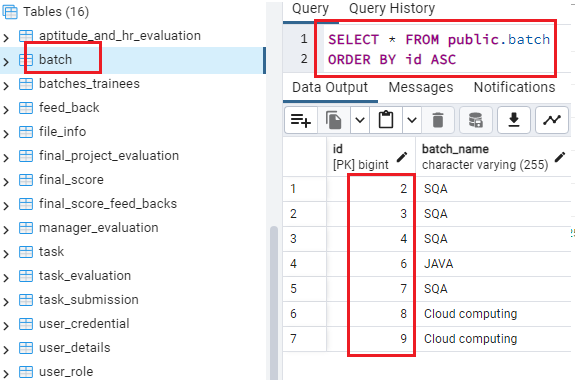 Tables (16)
aptitude_and_hr_evaluation
batch
batches_trainees
feed_back
file_info
final_project_evaluation
final_score
final_score_feed_backs
manager_evaluation
task
task_evaluation
task_submission
user_credential
user_details
user_role
Query Query History
1 SELECT * FROM public.batch
2 ORDER BY id ASC
Data Output Messages Notifications
id batch_name
[PK] bigint character varying (255)
1 2 SQA
2 3 SQA
3 4 SQA
4 6 JAVA
5 7 SQA
6 8 Cloud computing
7 9 Cloud computing